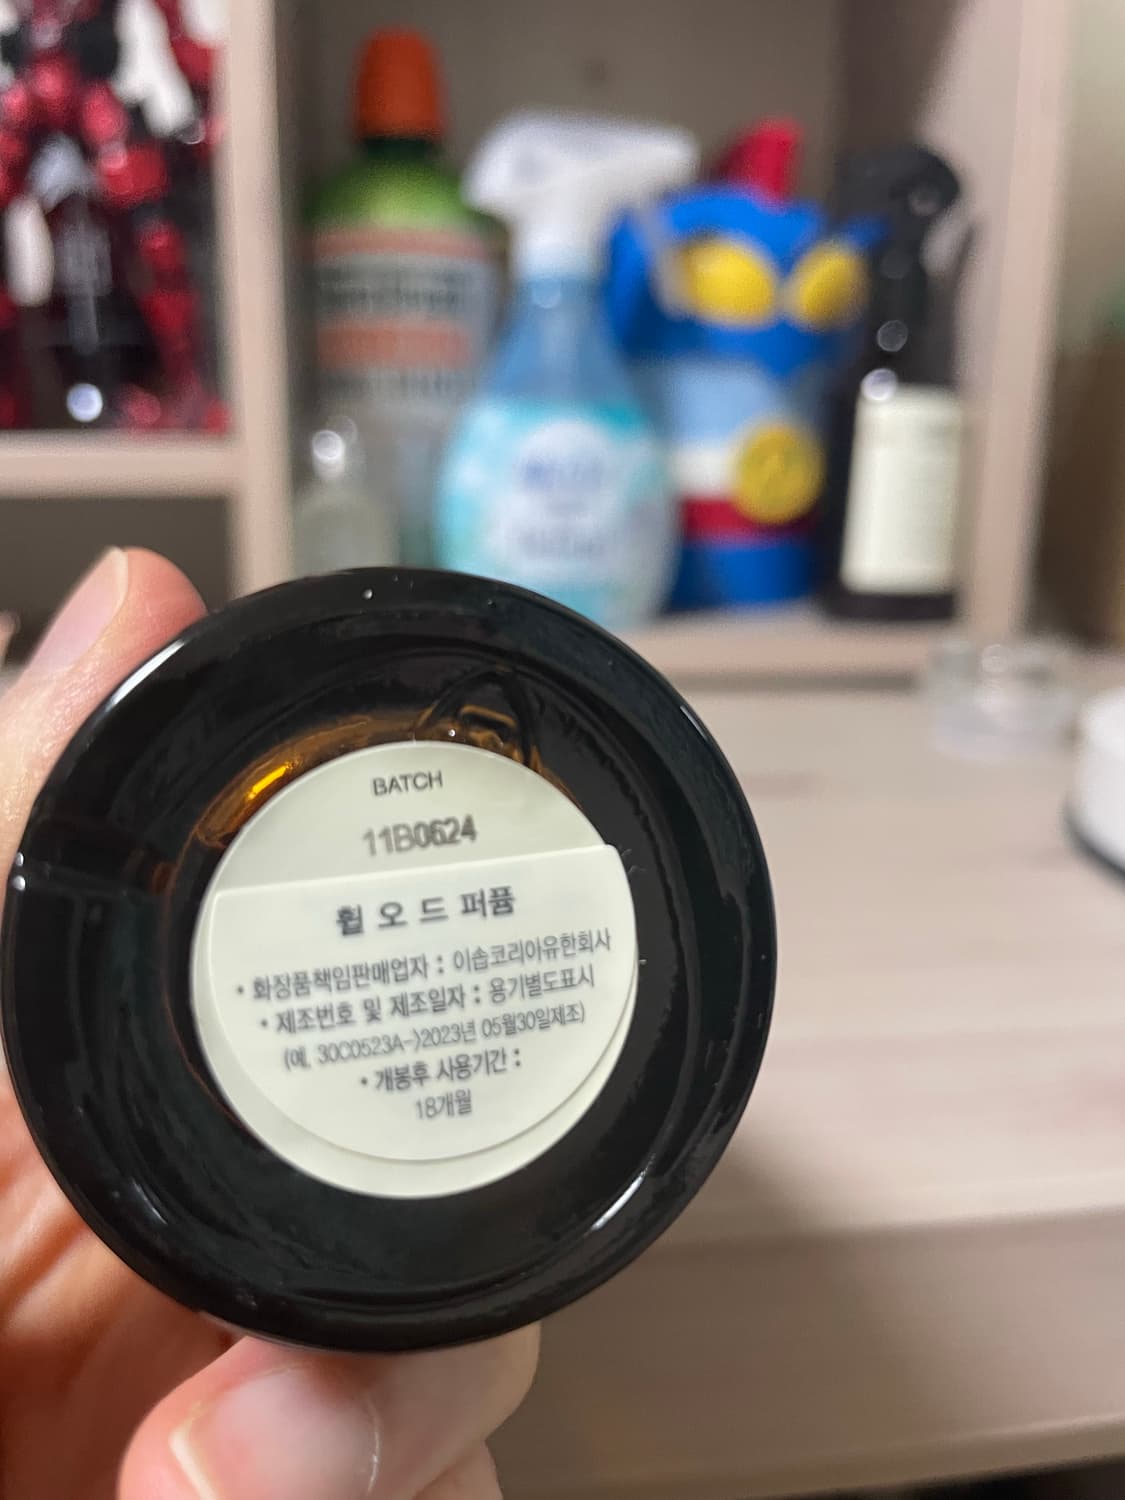 BATCH
11B0624
휠 오 드 퍼퓸
• 화장품책임판매업자 : 이솝코리아유한회사
• 제조번호 및 제조일자 : 용기별도표시
(예, 30C0523A->2023년 05월30일제조)
• 개봉후 사용기간 :
18개월